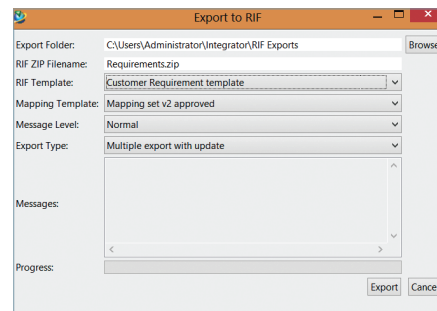 Export to RIF
Export Folder: C:\Users\Administrator\Integrator\RIF Exports Browse
RIF ZIP Filename: Requirements.zip
RIF Template: Customer Requirement template
Mapping Template: Mapping set v2 approved
Message Level: Normal
Export Type: Multiple export with update
Messages:
Progress:
Export Cance